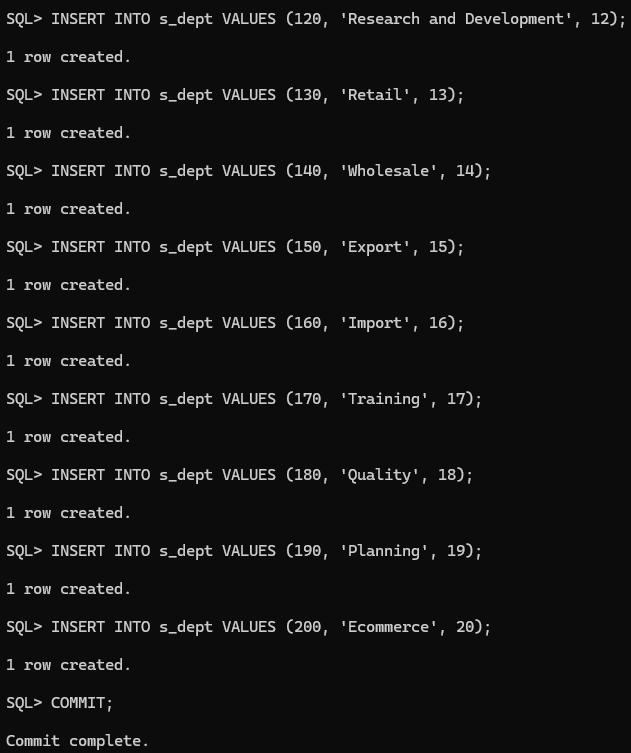 SQL> INSERT INTO s_dept VALUES (120, 'Research and Development', 12);
1 row created.
SQL> INSERT INTO s_dept VALUES (130, 'Retail', 13);
1 row created.
SQL> INSERT INTO s_dept VALUES (140, 'Wholesale', 14);
1 row created.
SQL> INSERT INTO s_dept VALUES (150, 'Export', 15);
1 row created.
SQL> INSERT INTO s_dept VALUES (160, 'Import', 16);
1 row created.
SQL> INSERT INTO s_dept VALUES (170, 'Training', 17);
1 row created.
SQL> INSERT INTO s_dept VALUES (180, 'Quality', 18);
1 row created.
SQL> INSERT INTO s_dept VALUES (190, 'Planning', 19);
1 row created.
SQL> INSERT INTO s_dept VALUES (200, 'Ecommerce', 20);
1 row created.
SQL> COMMIT;
Commit complete.